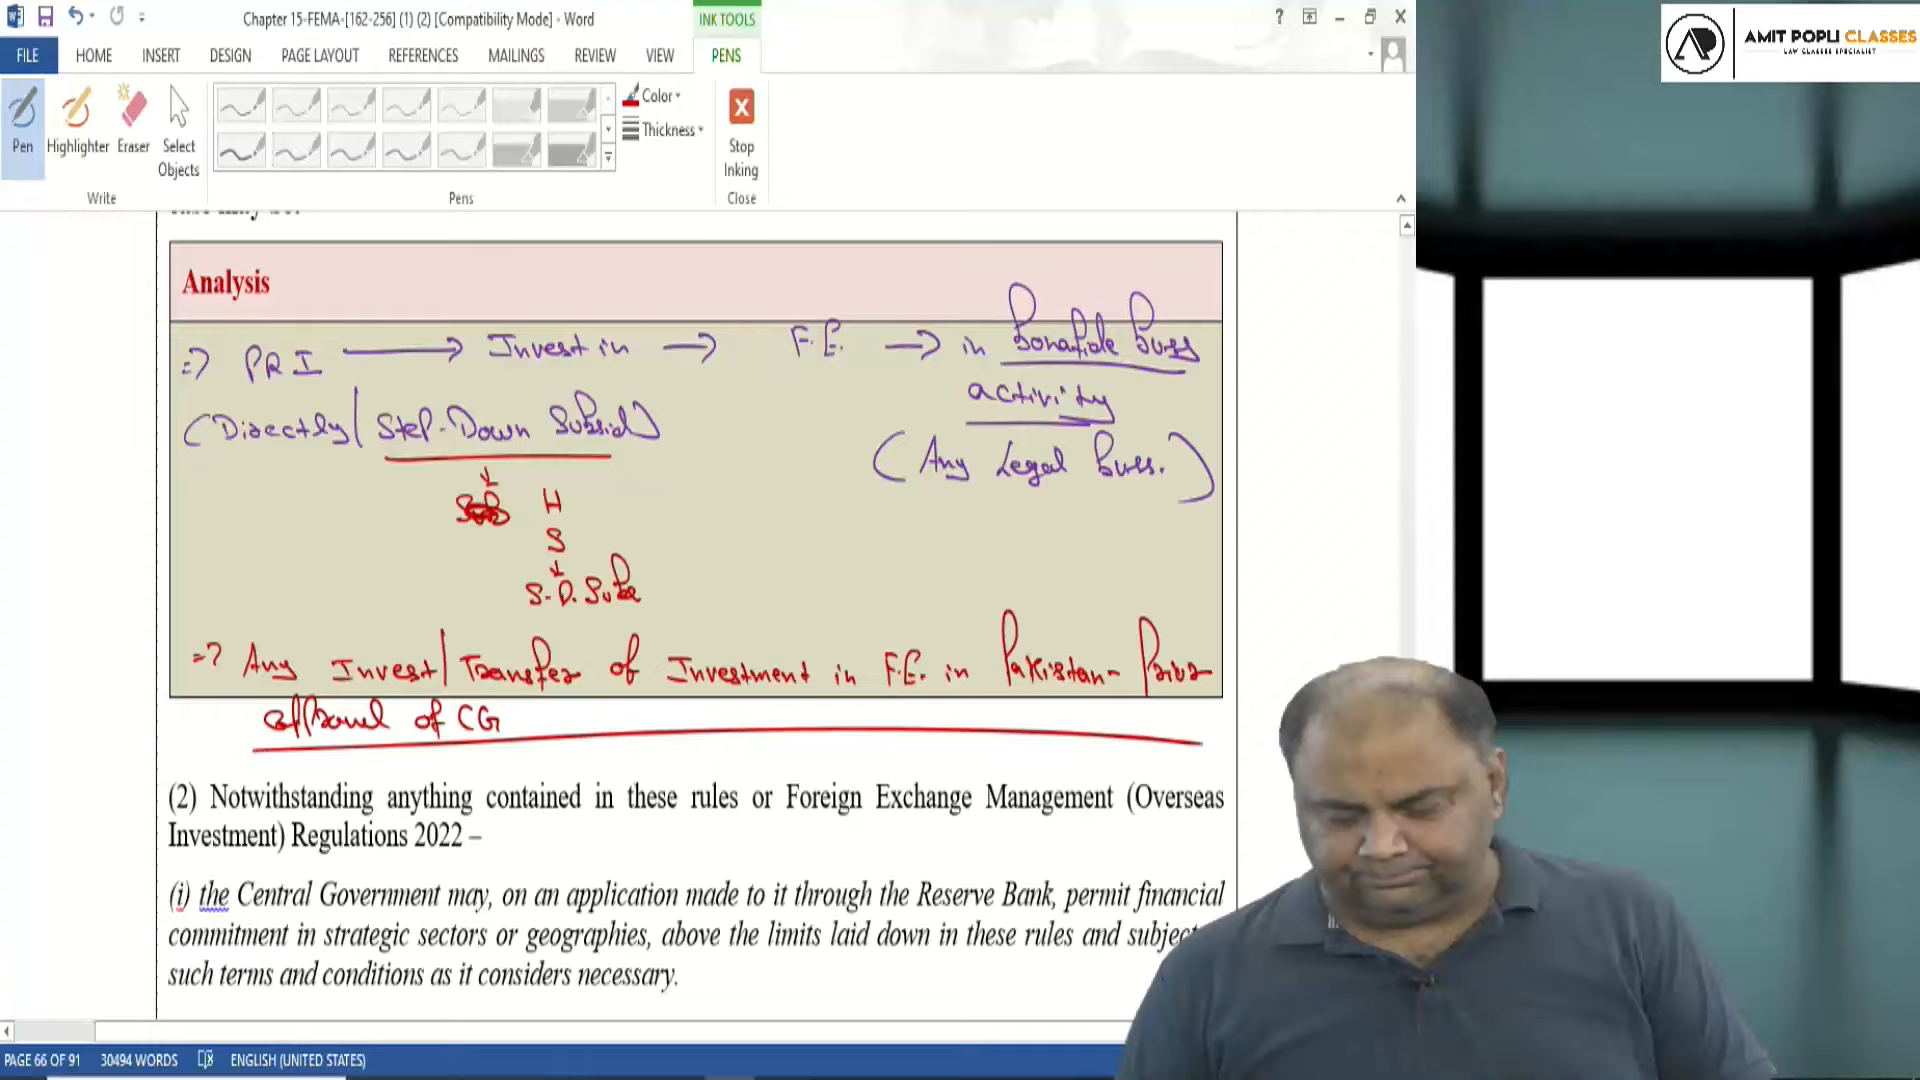 Chapter 15-FEMA-[162-256] (1) (2) [Compatibility Mode] - Word
INK TOOLS
AMIT POPLI CLASSES
LAW CLASSES SPECIALIST
FILE HOME INSERT DESIGN PAGE LAYOUT REFERENCES MAILINGS REVIEW VIEW PENS
Pen Highlighter Eraser Select Objects
Color
Thickness
Stop Inking
Write Pens Close
Analysis
=> PRI → Invest in → F.E. → in Bonafide Buss
activity
(Directly/ Step-Down Subsid)
(Any Legal Buss.)
H
S
S.D. Subs
=> Any Invest/Transfer of Investment in F.E. in Pakistan- Prior
approval of CG
(2) Notwithstanding anything contained in these rules or Foreign Exchange Management (Overseas
Investment) Regulations 2022 –
(i) the Central Government may, on an application made to it through the Reserve Bank, permit financial
commitment in strategic sectors or geographies, above the limits laid down in these rules and
such terms and conditions as it considers necessary.
PAGE 66 OF 91 30494 WORDS ENGLISH (UNITED STATES)